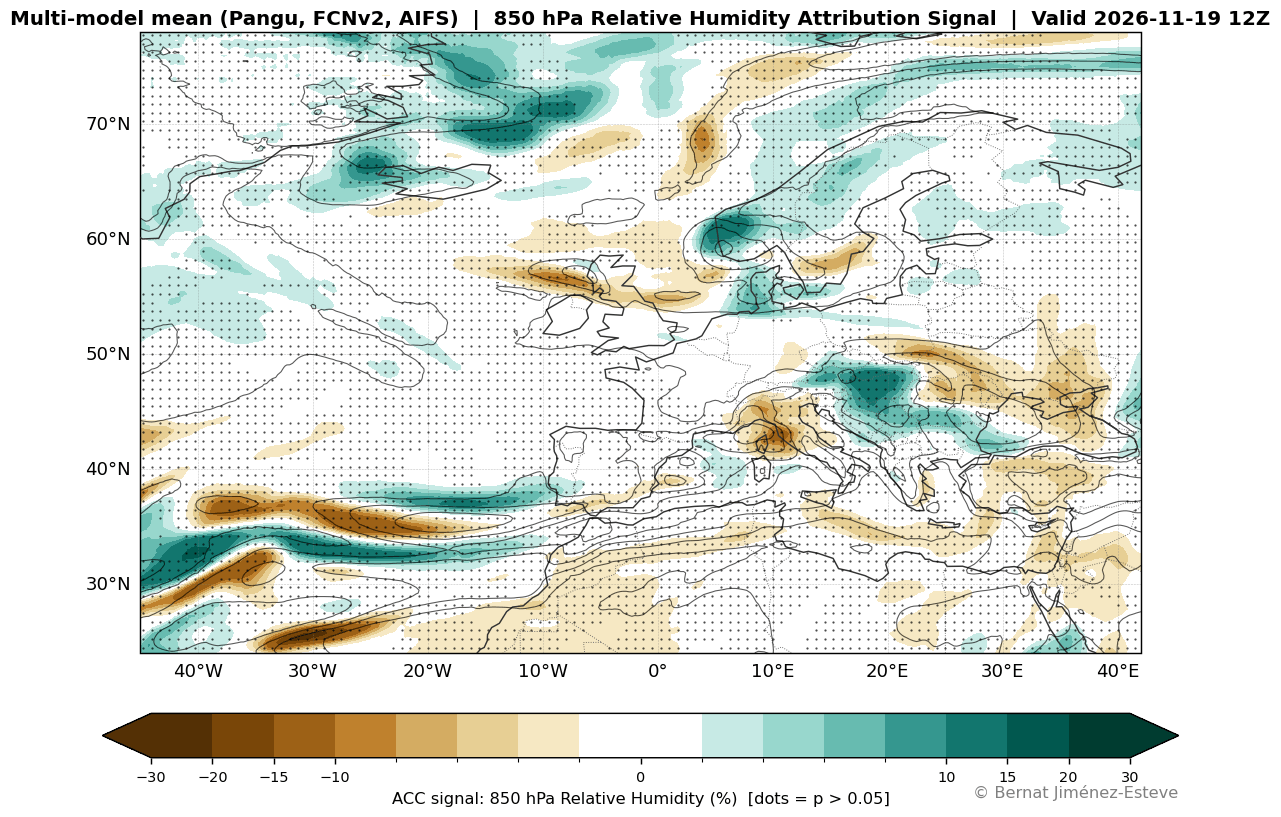 Multi-model mean (Pangu, FCNv2, AIFS)  |  850 hPa Relative Humidity Attribution Signal  |  Valid 2026-11-19 12Z
70°N
60°N
50°N
40°N
30°N
40°W 30°W 20°W 10°W 0° 10°E 20°E 30°E 40°E
−30 −20 −15 −10 0 10 15 20 30
ACC signal: 850 hPa Relative Humidity (%)  [dots = p > 0.05]
© Bernat Jiménez-Esteve